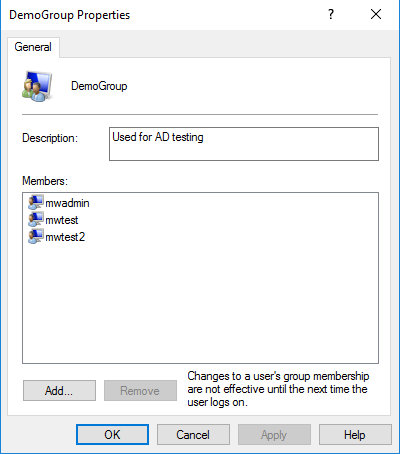 DemoGroup Properties
General
DemoGroup
Description:
Used for AD testing
Members:
mwadmin
mwtest
mwtest2
Add...
Remove
Changes to a user's group membership
are not effective until the next time the
user logs on.
OK
Cancel
Apply
Help